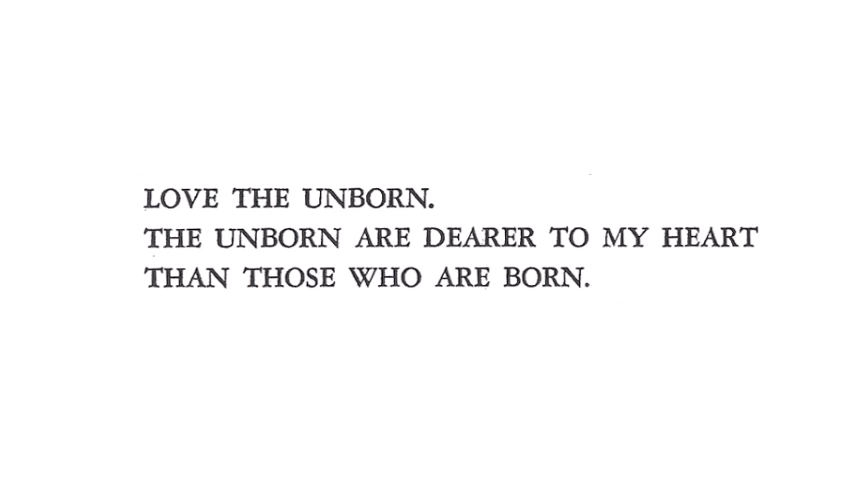 LOVE THE UNBORN.
THE UNBORN ARE DEARER TO MY HEART
THAN THOSE WHO ARE BORN.